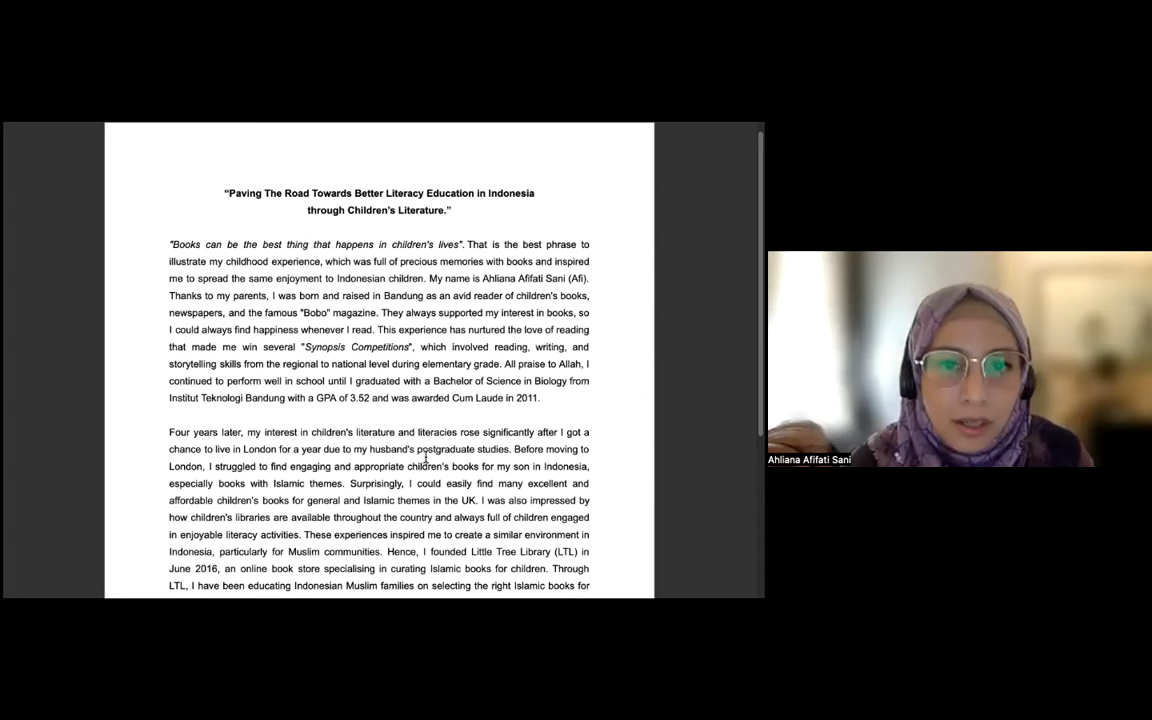 “Paving The Road Towards Better Literacy Education in Indonesia
through Children's Literature.”
"Books can be the best thing that happens in children's lives". That is the best phrase to
illustrate my childhood experience, which was full of precious memories with books and inspired
me to spread the same enjoyment to Indonesian children. My name is Ahliana Afifati Sani (Afi).
Thanks to my parents, I was born and raised in Bandung as an avid reader of children's books,
newspapers, and the famous "Bobo" magazine. They always supported my interest in books, so
I could always find happiness whenever I read. This experience has nurtured the love of reading
that made me win several "Synopsis Competitions", which involved reading, writing, and
storytelling skills from the regional to national level during elementary grade. All praise to Allah, I
continued to perform well in school until I graduated with a Bachelor of Science in Biology from
Institut Teknologi Bandung with a GPA of 3.52 and was awarded Cum Laude in 2011.
Four years later, my interest in children's literature and literacies rose significantly after I got a
chance to live in London for a year due to my husband's postgraduate studies. Before moving to
London, I struggled to find engaging and appropriate children's books for my son in Indonesia,
especially books with Islamic themes. Surprisingly, I could easily find many excellent and
affordable children's books for general and Islamic themes in the UK. I was also impressed by
how children's libraries are available throughout the country and always full of children engaged
in enjoyable literacy activities. These experiences inspired me to create a similar environment in
Indonesia, particularly for Muslim communities. Hence, I founded Little Tree Library (LTL) in
June 2016, an online book store specialising in curating Islamic books for children. Through
LTL, I have been educating Indonesian Muslim families on selecting the right Islamic books for
Ahliana Afifati Sani